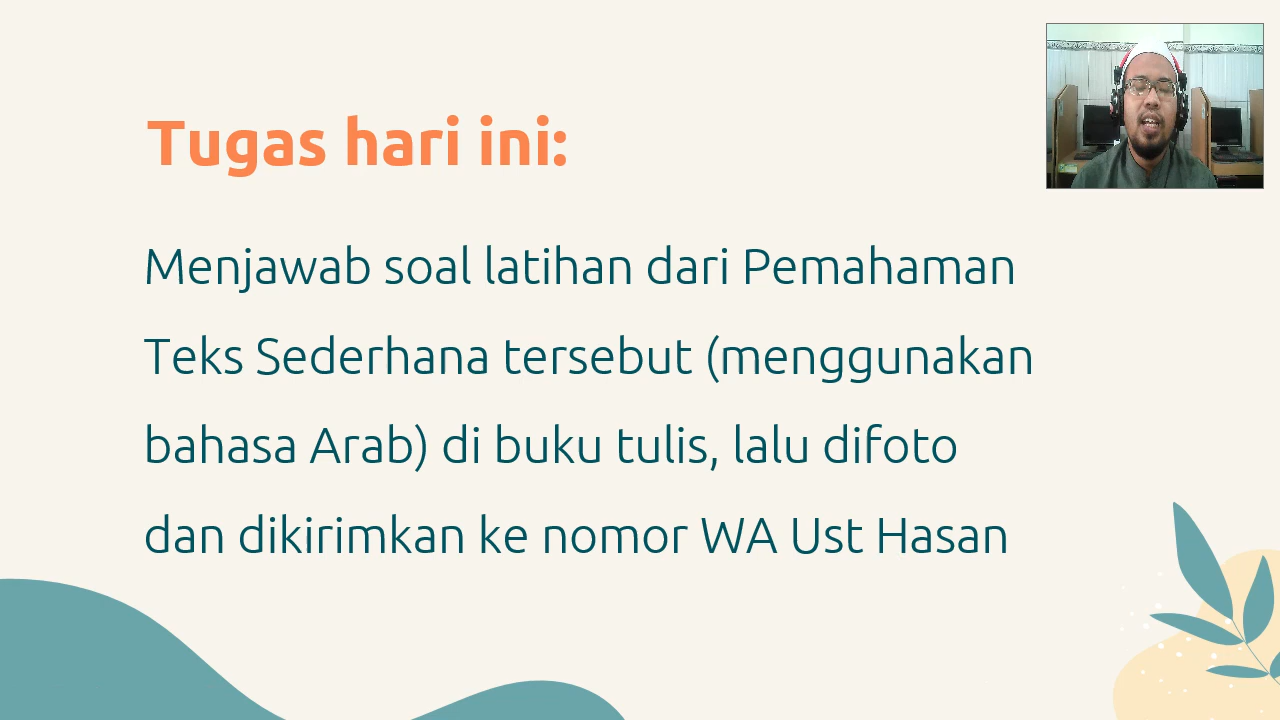 Tugas hari ini:
Menjawab soal latihan dari Pemahaman
Teks Sederhana tersebut (menggunakan
bahasa Arab) di buku tulis, lalu difoto
dan dikirimkan ke nomor WA Ust Hasan